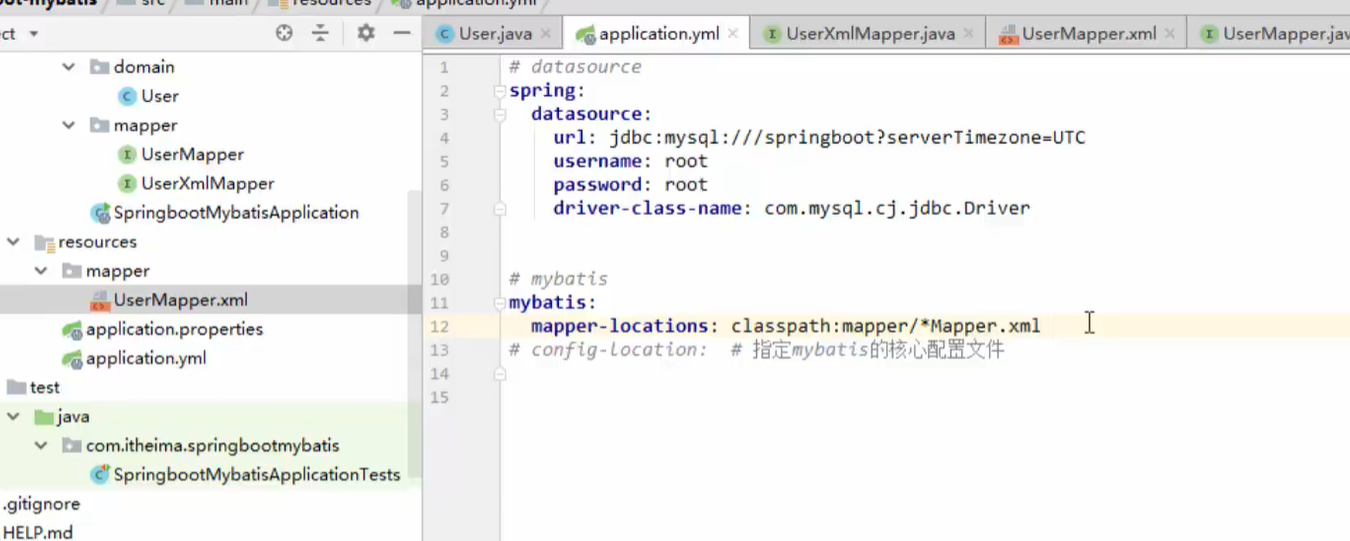 src main resources application.yml
User.java application.yml UserXmlMapper.java UserMapper.xml UserMapper.jav
domain
User
mapper
UserMapper
UserXmlMapper
SpringbootMybatisApplication
resources
mapper
UserMapper.xml
application.properties
application.yml
test
java
com.itheima.springbootmybatis
SpringbootMybatisApplicationTests
.gitignore
HELP.md
1 # datasource
2 spring:
3 datasource:
4 url: jdbc:mysql:///springboot?serverTimezone=UTC
5 username: root
6 password: root
7 driver-class-name: com.mysql.cj.jdbc.Driver
8
9
10 # mybatis
11 mybatis:
12 mapper-locations: classpath:mapper/*Mapper.xml
13 # config-location: # 指定mybatis的核心配置文件
14
15